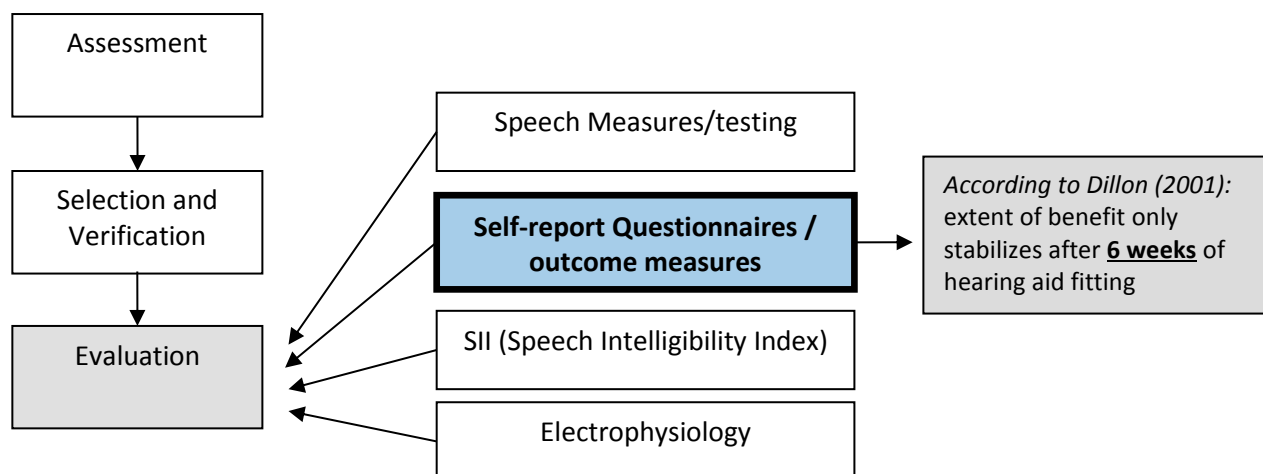 Assessment
Selection and
Verification
Evaluation
Speech Measures/testing
Self-report Questionnaires /
outcome measures
SII (Speech Intelligibility Index)
Electrophysiology
According to Dillon (2001):
extent of benefit only
stabilizes after 6 weeks of
hearing aid fitting